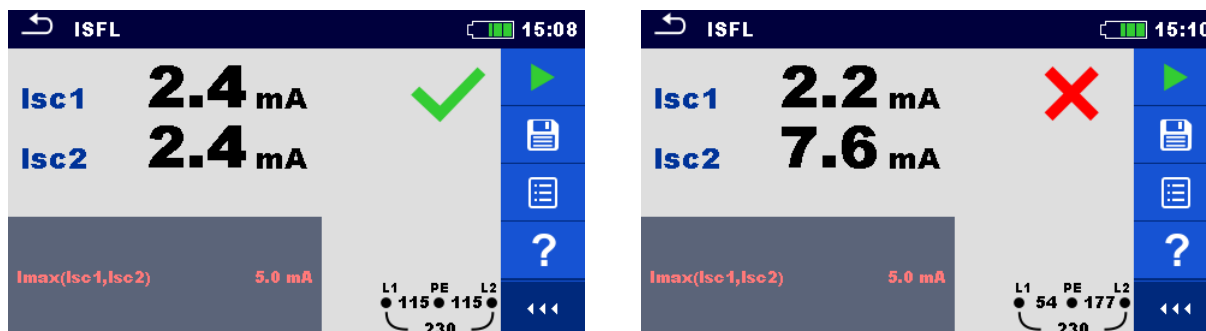 ISFL 15:08
Isc1 2.4 mA
Isc2 2.4 mA
?
Imax(Isc1,Isc2) 5.0 mA
L1 PE L2
115 115
230
ISFL 15:10
Isc1 2.2 mA
Isc2 7.6 mA
?
Imax(Isc1,Isc2) 5.0 mA
L1 PE L2
54 177
230